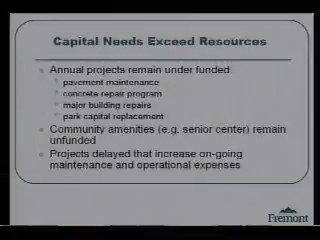 Capital Needs Exceed Resources
Annual projects remain under funded
pavement maintenance
concrete repair program
major building repairs
park capital replacement
Community amenities (e.g. senior center) remain
unfunded
Projects delayed that increase on-going
maintenance and operational expenses
Fremont